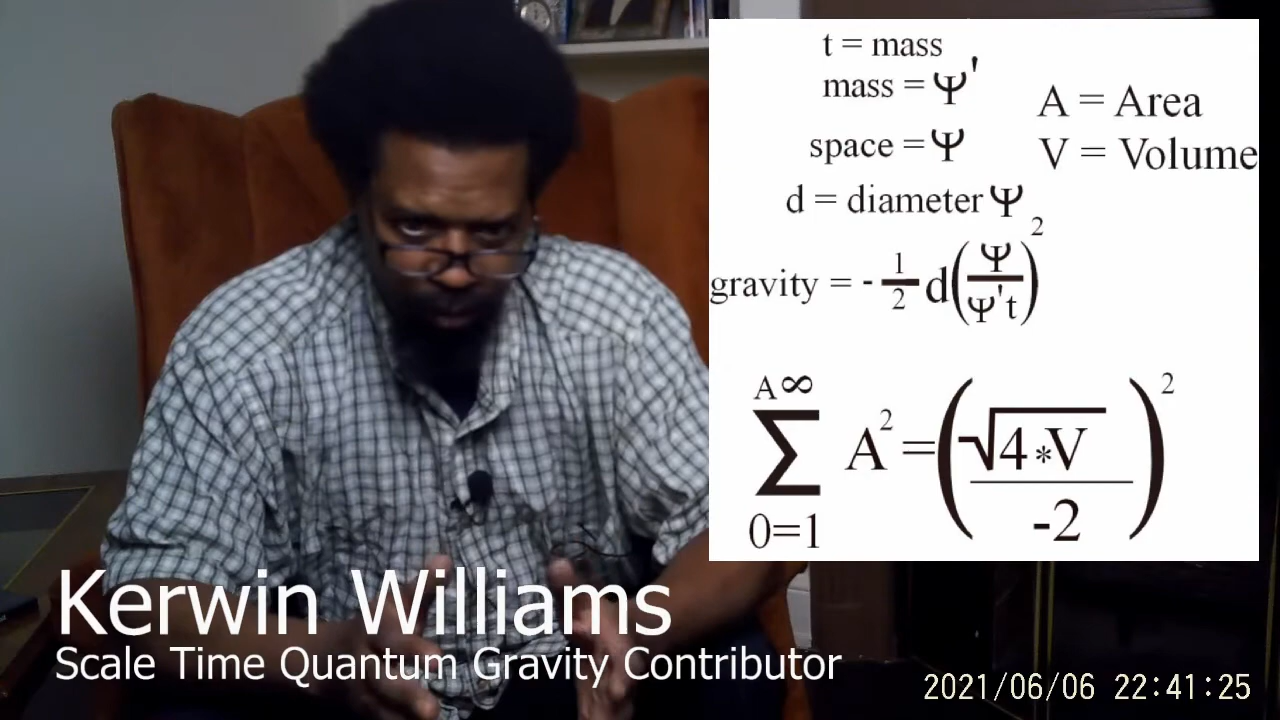 t = mass
mass = Ψ'
space = Ψ
d = diameter Ψ
A = Area
V = Volume
gravity = - 1/2 d(Ψ/Ψ't)²
A∞
Σ A² = (√4*V / -2)²
0=1
Kerwin Williams
Scale Time Quantum Gravity Contributor
2021/06/06 22:41:25